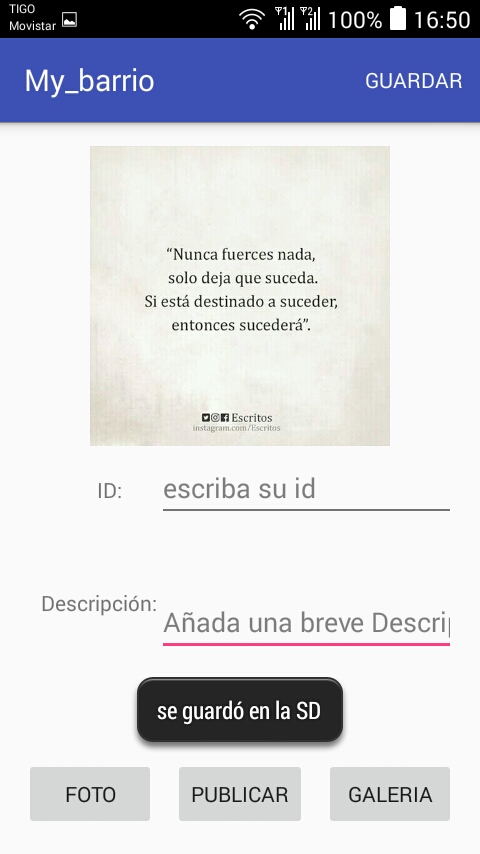 TIGO
Movistar
1 2 100% 16:50
My_barrio GUARDAR
“Nunca fuerces nada,
solo deja que suceda.
Si está destinado a suceder,
entonces sucederá”.
Escritos
instagram.com/Escritos
ID: escriba su id
Descripción: Añada una breve Descrip
se guardó en la SD
FOTO PUBLICAR GALERIA